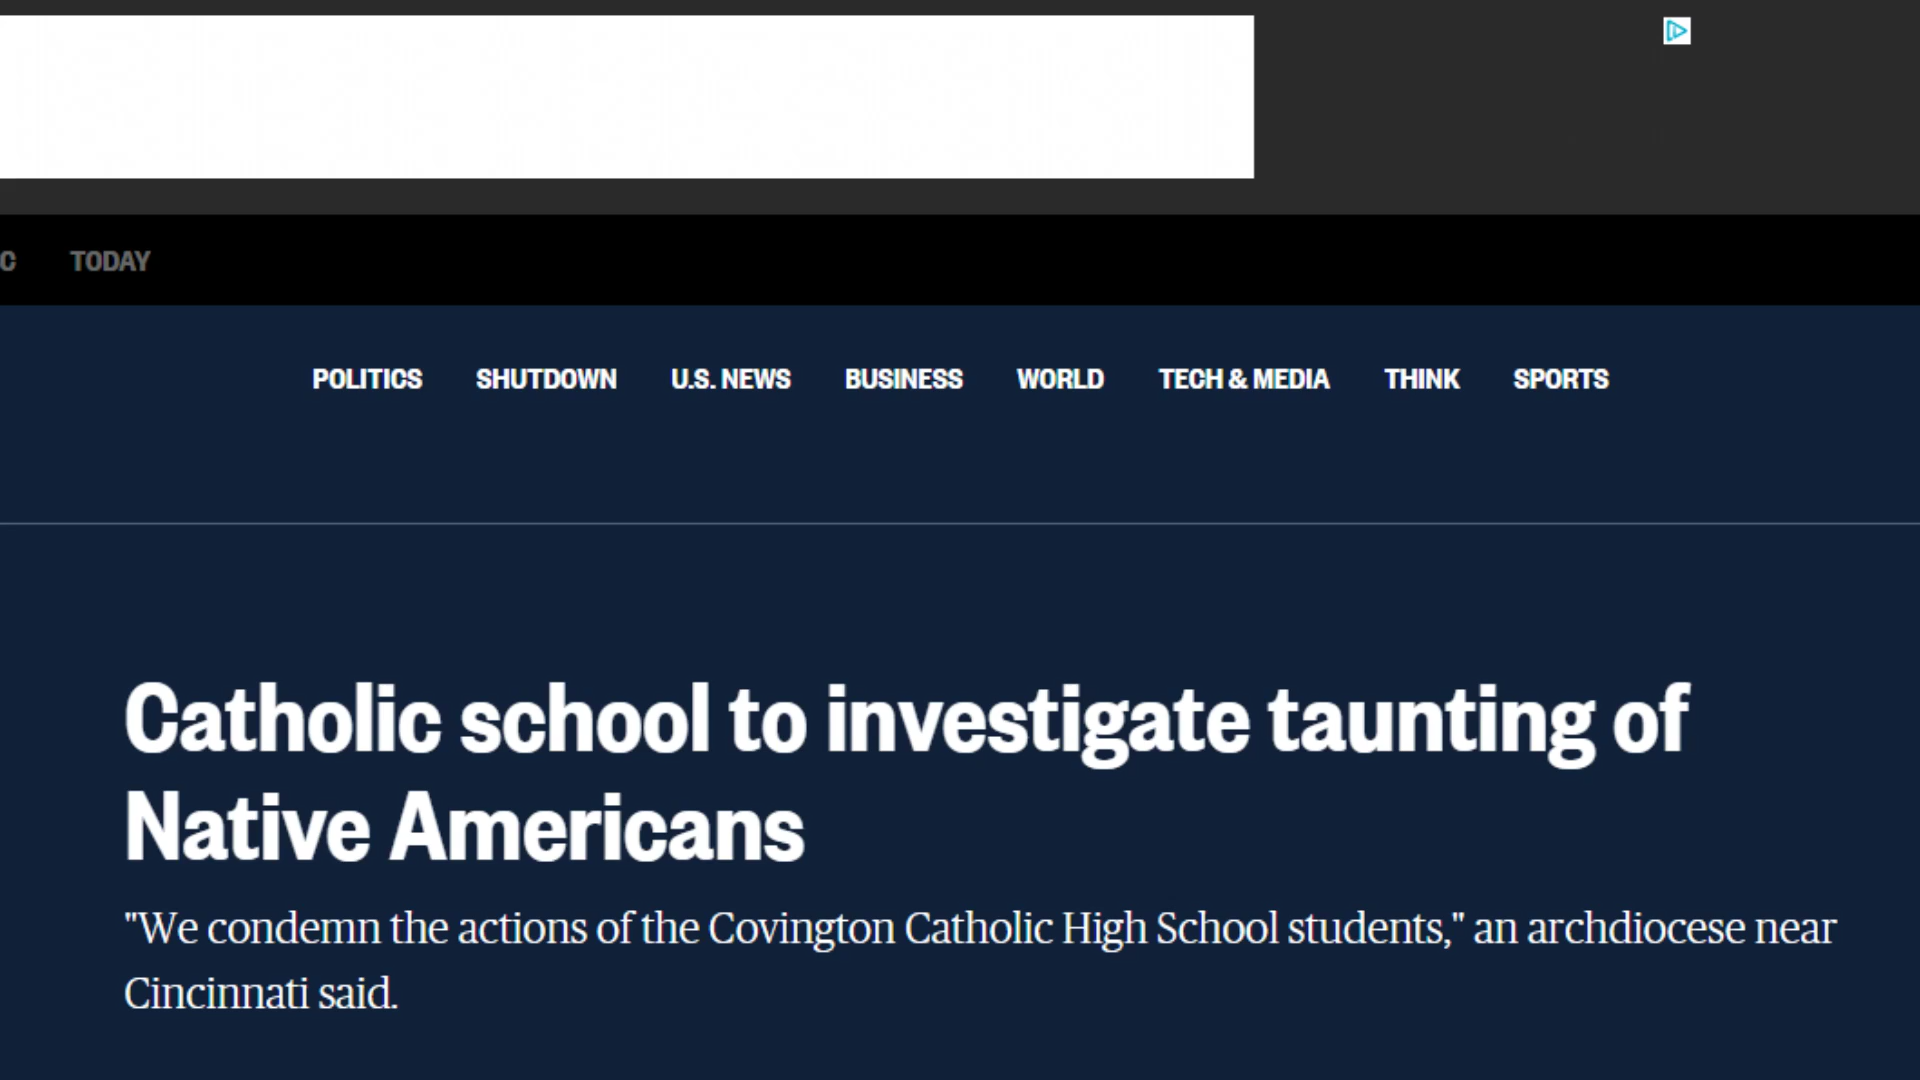 C TODAY
POLITICS SHUTDOWN U.S. NEWS BUSINESS WORLD TECH & MEDIA THINK SPORTS
Catholic school to investigate taunting of
Native Americans
"We condemn the actions of the Covington Catholic High School students," an archdiocese near
Cincinnati said.